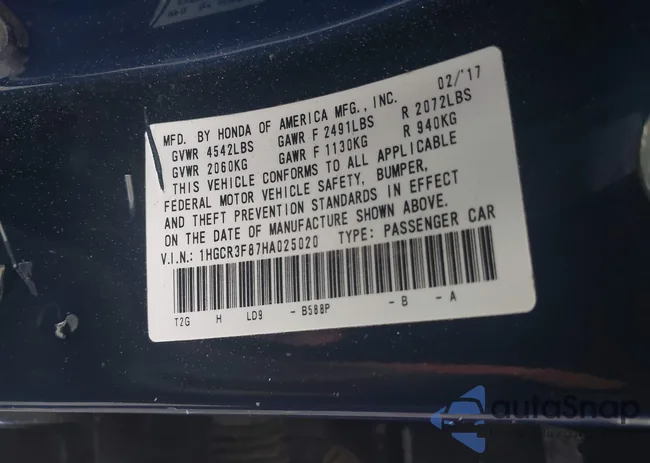 MFD. BY HONDA OF AMERICA MFG., INC. 02/'17
GVWR 4542LBS GAWR F 2491LBS R 2072LBS
GVWR 2060KG GAWR F 1130KG R 940KG
THIS VEHICLE CONFORMS TO ALL APPLICABLE
FEDERAL MOTOR VEHICLE SAFETY, BUMPER,
AND THEFT PREVENTION STANDARDS IN EFFECT
ON THE DATE OF MANUFACTURE SHOWN ABOVE.
V.I.N.: 1HGCR3F87HA025020 TYPE: PASSENGER CAR
T2G H LD9 - B588P - B - A
autoSnap